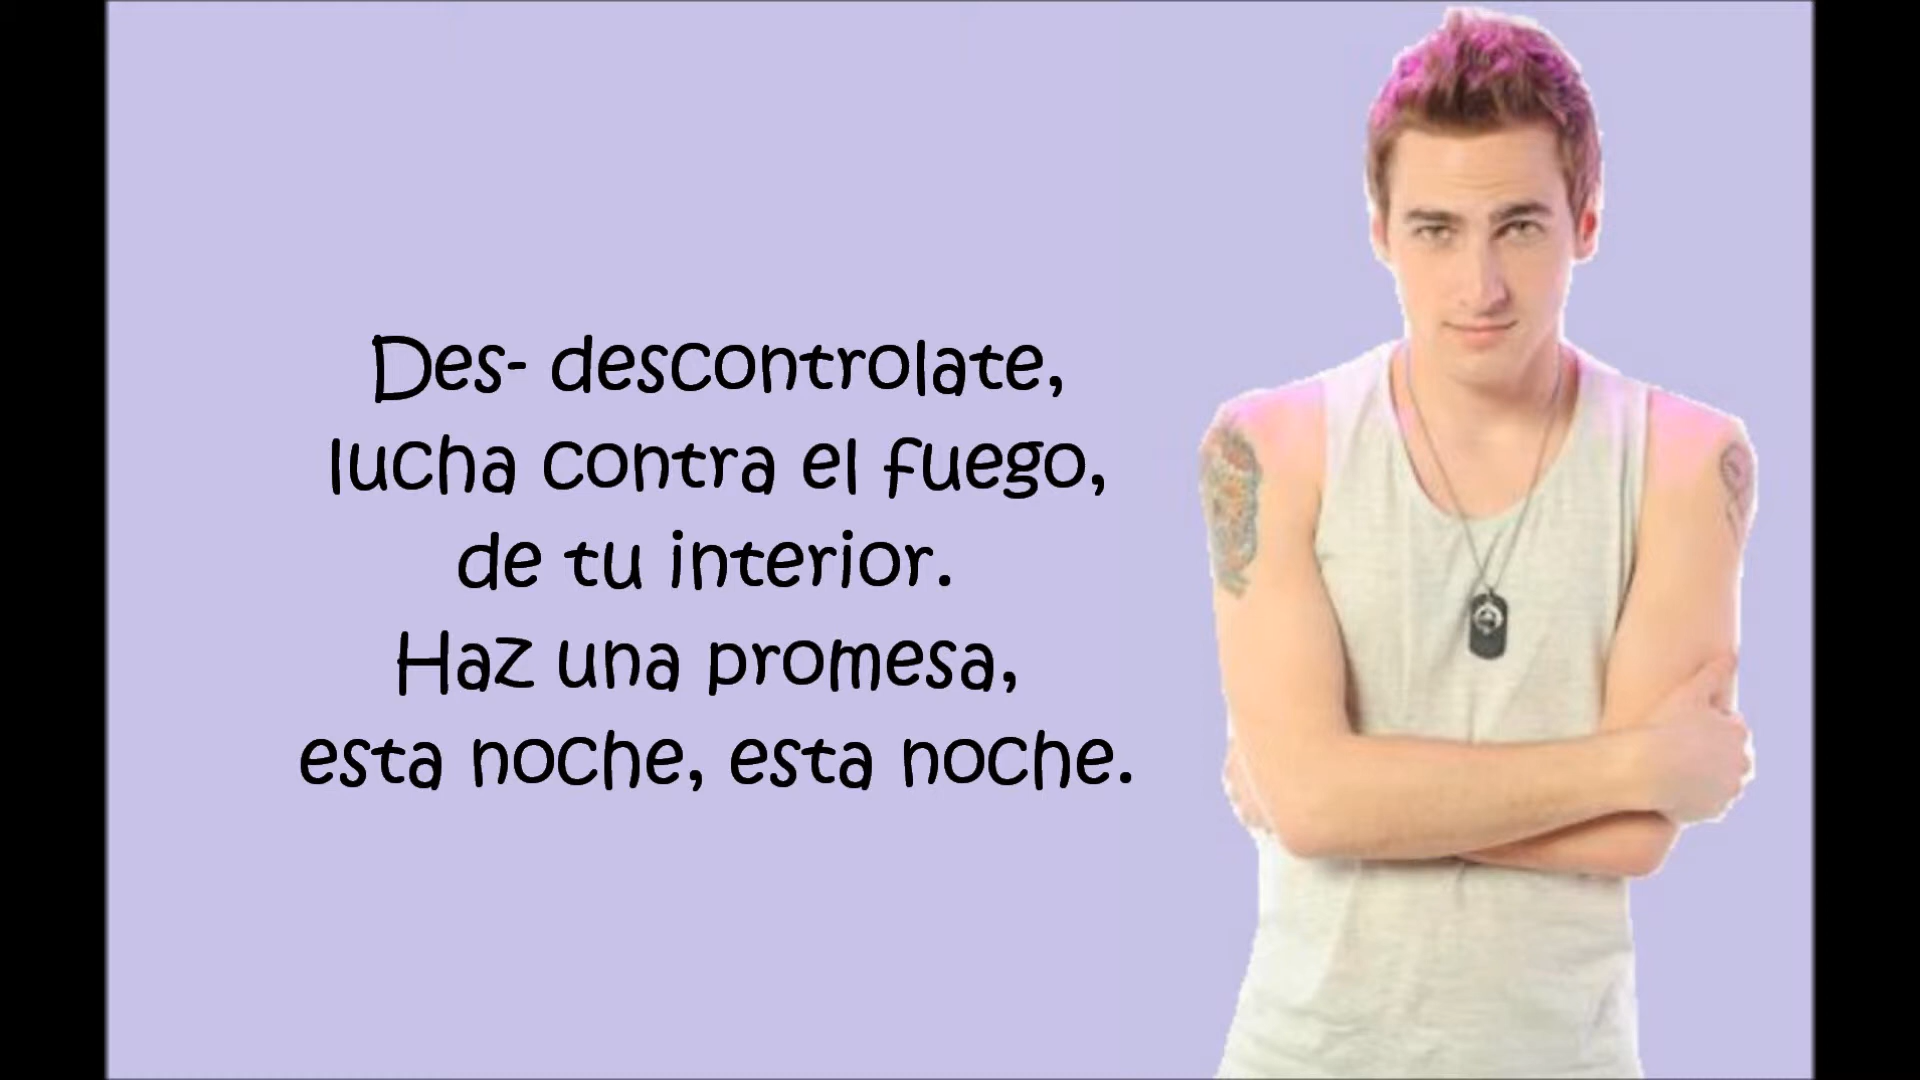 Des- descontrolate,
lucha contra el fuego,
de tu interior.
Haz una promesa,
esta noche, esta noche.